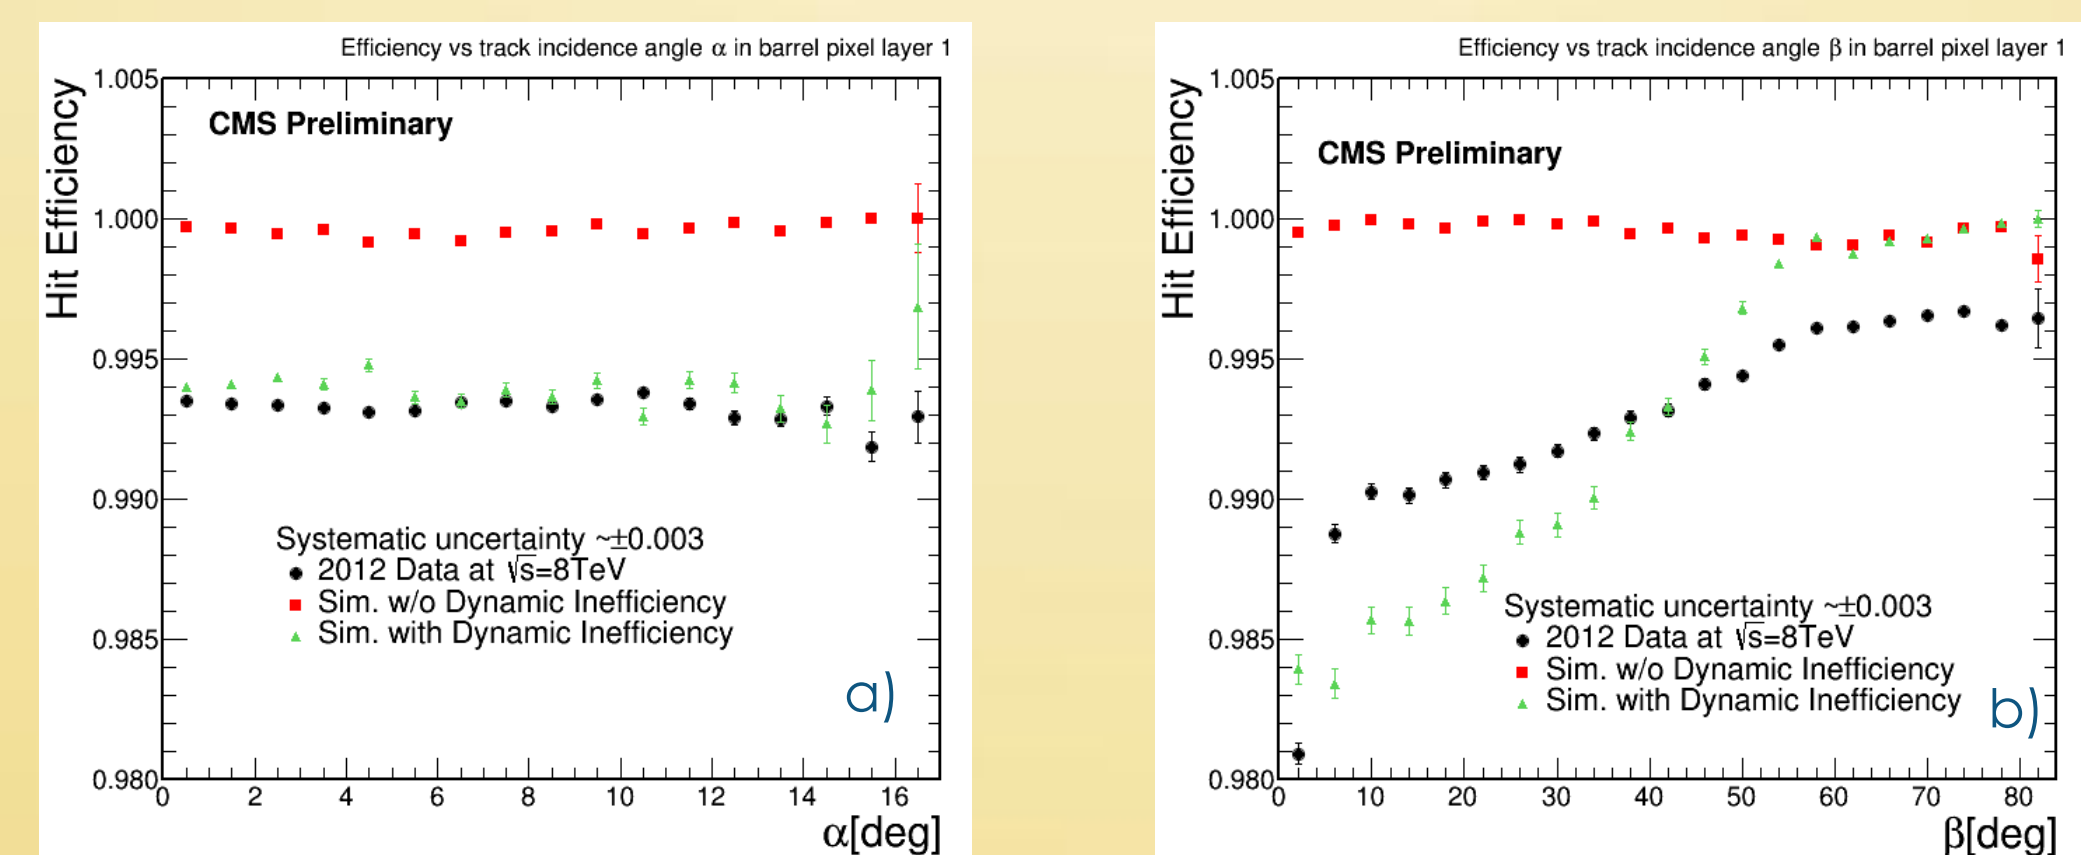 Efficiency vs track incidence angle α in barrel pixel layer 1
Hit Efficiency
1.005
1.000
0.995
0.990
0.985
0.980
CMS Preliminary
Systematic uncertainty ~±0.003
2012 Data at √s=8TeV
Sim. w/o Dynamic Inefficiency
Sim. with Dynamic Inefficiency
a)
0 2 4 6 8 10 12 14 16
α[deg]
Efficiency vs track incidence angle β in barrel pixel layer 1
Hit Efficiency
1.005
1.000
0.995
0.990
0.985
0.980
CMS Preliminary
Systematic uncertainty ~±0.003
2012 Data at √s=8TeV
Sim. w/o Dynamic Inefficiency
Sim. with Dynamic Inefficiency
b)
0 10 20 30 40 50 60 70 80
β[deg]